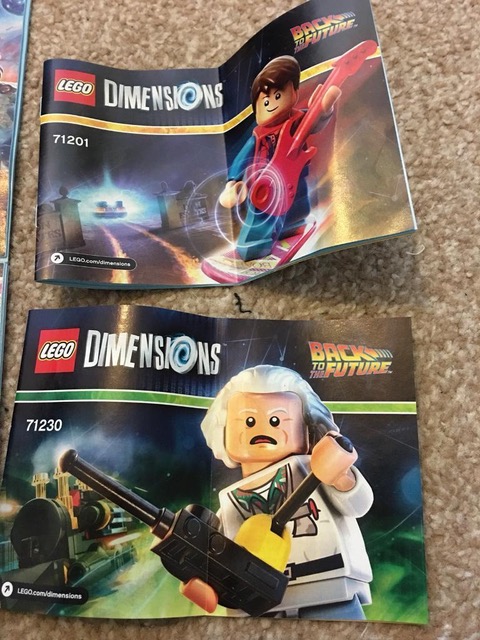 BACK
TO THE FUTURE
LEGO DIMENSIONS
71201
LEGO.com/dimensions
LEGO DIMENSIONS
BACK
TO THE FUTURE
71230
LEGO.com/dimensions